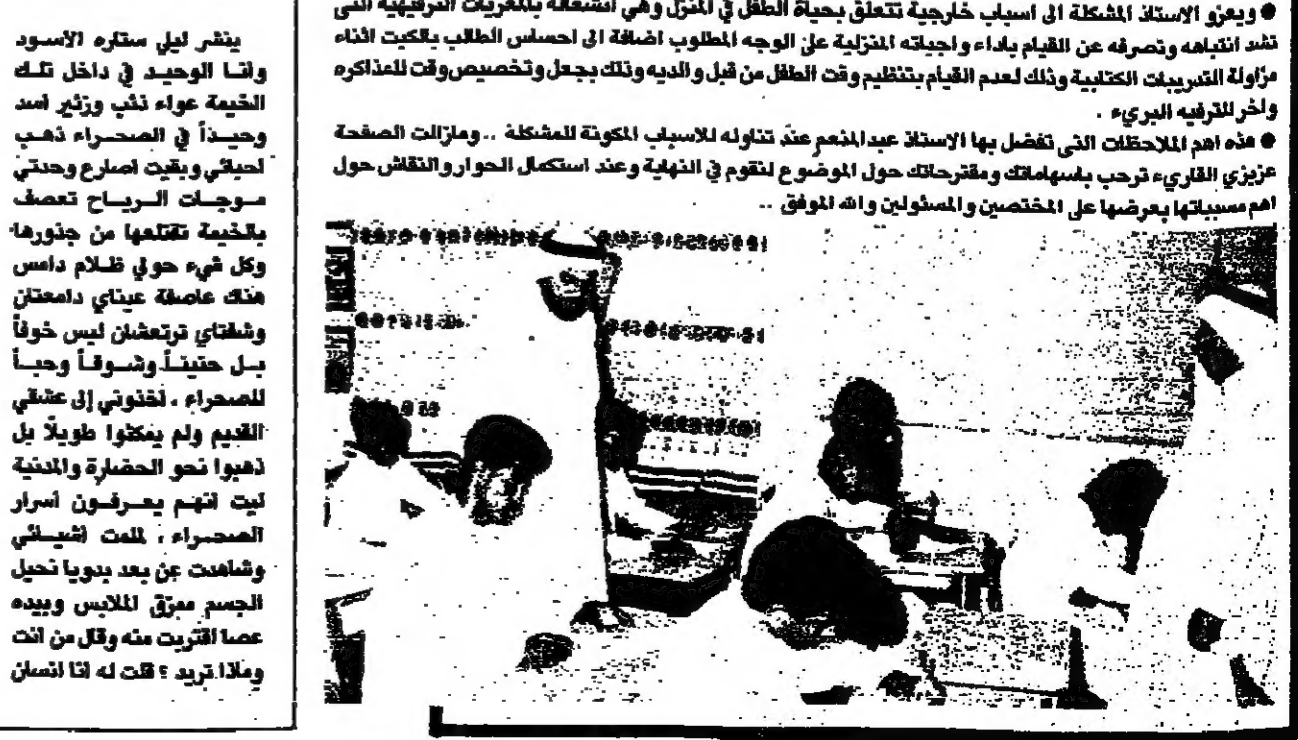 ● ويعزو الاستاذ المشكلة الى اسباب خارجية تتعلق بحياة الطفل في المنزل وهي انشغاله بالمغريات الترفيهية التى
تشد انتباهه وتصرفه عن القيام باداء واجباته المنزلية على الوجه المطلوب اضافة الى احساس الطالب بالكبت اثناء
مزاولة التدريبات الكتابية وذلك لعدم القيام بتنظيم وقت الطفل من قبل والديه وذلك بجعل وتخصيص وقت للمذاكره
واخر للترفيه البريء .
● هذه اهم الملاحظات التى تفضل بها الاستاذ عبدالمنعم عند تناوله للاسباب المكونة للمشكلة .. ومازالت الصفحة
عزيزي القاريء ترحب باسهاماتك ومقترحاتك حول الموضوع لنقوم في النهاية وعند استكمال الحوار والنقاش حول
اهم مسبباتها بعرضها على المختصين والمسئولين والله الموفق ..
ينشر ليلي ستاره الاسود
وانا الوحيد في داخل تلك
الخيمة عواء ذئب وزئير اسد
وحيداً في الصحراء ذهب
احبائي وبقيت اصارع وحدتي
موجات الرياح تعصف
بالخيمة تقتلعها من جذورها
وكل شيء حولي ظلام دامس
هناك عاصفة عيناي دامعتان
وشفتاي ترتعشان ليس خوفاً
بل حنيناً وشوقاً وحباً
للصحراء . اخذوني إلى عشقي
القديم ولم يمكثوا طويلاً بل
ذهبوا نحو الحضارة والمدنية
ليت انهم يعرفون أسرار
الصحراء . لملمت أشيائي
وشاهدت عن بعد بدويا نحيل
الجسم ممزق الملابس وبيده
عصا اقتربت منه وقال من انت
وماذا تريد ؟ قلت له انا انسان